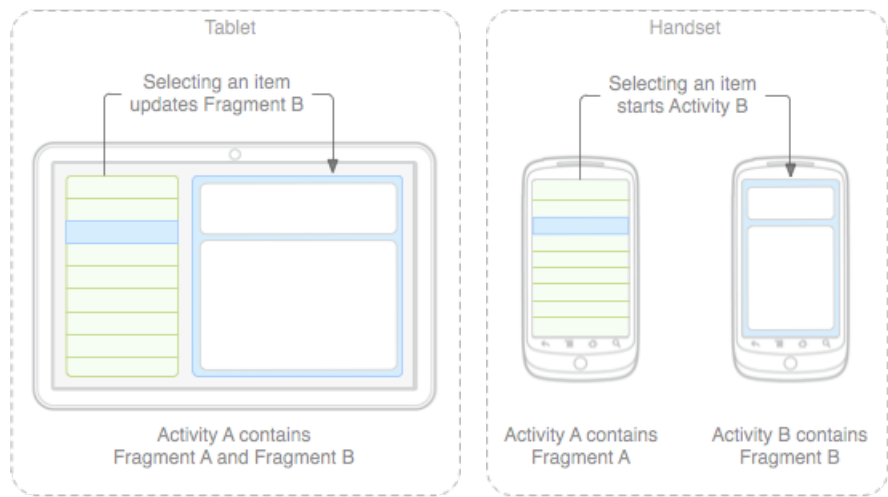 Tablet
Selecting an item
updates Fragment B
Activity A contains
Fragment A and Fragment B
Handset
Selecting an item
starts Activity B
Activity A contains
Fragment A
Activity B contains
Fragment B